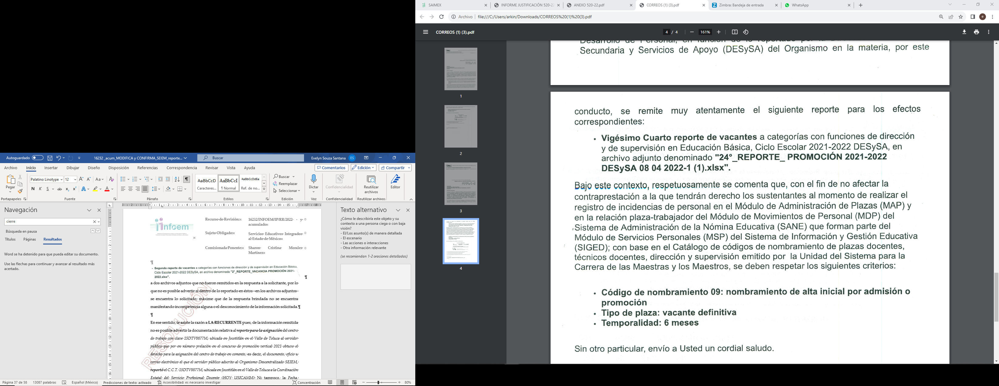 Autoguardado
16232 _acum_MODIFICA y CONFIRMA_SEIEM_reporte...
Buscar
Evelyn Souza Santana
ES
Archivo
Inicio
Insertar
Dibujar
Diseño
Disposición
Referencias
Correspondencia
Revisar
Vista
Ayuda
Comentarios
Edición
Compartir
Pegar
Palatino Linotype
12
N K S ab x₂ x²
AaBbCcD
AaBbCcI
AaBbCcDdEe
Caracteres...
¶ Normal
Ref. de no...
Buscar
Reemplazar
Seleccionar
Dictar
Confidencialidad
Reutilizar
archivos
Editor
Portapapeles
Fuente
Párrafo
Estilos
Edición
Voz
Confidencialidad
Reutilizar archivos
Navegación
cierre
Búsqueda en pausa
Títulos
Páginas
Resultados
Word se ha detenido para que pueda editar su documento.
Use las flechas para continuar y avanzar al resultado más
acertado.
infoem
Recurso de Revisión: 16232/INFOEM/IP/RR/2022 y
acumulado
Sujeto Obligado: Servicios Educativos Integrados
al Estado de México
Comisionada Ponente: Sharon Cristina Morales
Martínez
• Segundo reporte de vacantes a categorías con funciones de dirección y de supervisión en Educación Básica,
Ciclo Escolar 2021-2022 DESySA, en archivo denominado "2°_REPORTE_VACANCIA PROMOCIÓN 2021-
2022.xlsx".
a dos archivos adjuntos que no fueron remitidos en la respuesta a la solicitante, por lo
que no es posible advertir si dentro de lo reportado en éstos –en los archivos adjuntos–
se encuentra lo solicitado; máxime que de la respuesta brindada no se encuentra
manifestando incompetencia alguna o el desconocimiento de la información solicitada.¶
En ese sentido, le asiste la razón a LA RECURRENTE pues, de la información remitida
no es posible advertir la documentación relativa al reporte para la asignación del centro
de trabajo con clave 15DTV0077M, ubicada en Jocotitlán en el Valle de Toluca al servidor
público que por en número prelación en el concurso de promoción vertical 2021 obtuvo el
derecho para la asignación del centro de trabajo en comento, es decir, el documento, oficio u
correo electrónico el que el servidor público adscrito al Organismo Descentralizado SEIEM,
reportó el C.C.T. 15DTV0077M, ubicada en Jocotitlán en el Valle de Toluca a la Coordinación
Estatal del Servicio Profesional Docente (HOY USICAMM) Ni tampoco, la Fecha,
RESOLUCIÓN
Texto alternativo
¿Cómo le describiría este objeto y su
contexto a una persona ciega o con baja
visión?
- El/Los asunto(s) de manera detallada
- El escenario
- Las acciones o interacciones
- Otra información relevante
(se recomiendan 1-2 oraciones detalladas)
Página 37 de 58
13087 palabras
Español (México)
Predicciones de texto: activado
Accesibilidad: es necesario investigar
Concentración
80%
SAIMEX
INFORME JUSTIFICACIÓN 520-22
ANEXO 520-22.pdf
CORREOS (1) (3).pdf
Zimbra: Bandeja de entrada
WhatsApp
Archivo
file:///C:/Users/arkin/Downloads/CORREOS%20(1)%20(3).pdf
e
CORREOS (1) (3).pdf
4 / 4
161%
1
2
3
4
Secundaria y Servicios de Apoyo (DESySA) del Organismo en la materia, por este
conducto, se remite muy atentamente el siguiente reporte para los efectos
correspondientes:
• Vigésimo Cuarto reporte de vacantes a categorías con funciones de dirección
y de supervisión en Educación Básica, Ciclo Escolar 2021-2022 DESySA, en
archivo adjunto denominado "24°_REPORTE_ PROMOCIÓN 2021-2022
DESySA 08 04 2022-1 (1).xlsx".
Bajo este contexto, respetuosamente se comenta que, con el fin de no afectar la
contraprestación a la que tendrán derecho los sustentantes al momento de realizar el
registro de incidencias de personal en el Módulo de Administración de Plazas (MAP) y
en la relación plaza-trabajador del Módulo de Movimientos de Personal (MDP) del
Sistema de Administración de la Nómina Educativa (SANE) que forman parte del
Módulo de Servicios Personales (MSP) del Sistema de Información y Gestión Educativa
(SIGED); con base en el Catálogo de códigos de nombramiento de plazas docentes,
técnicos docentes, dirección y supervisión emitido por la Unidad del Sistema para la
Carrera de las Maestras y los Maestros, se deben respetar los siguientes criterios:
• Código de nombramiento 09: nombramiento de alta inicial por admisión o
promoción
• Tipo de plaza: vacante definitiva
• Temporalidad: 6 meses
Sin otro particular, envío a Usted un cordial saludo.